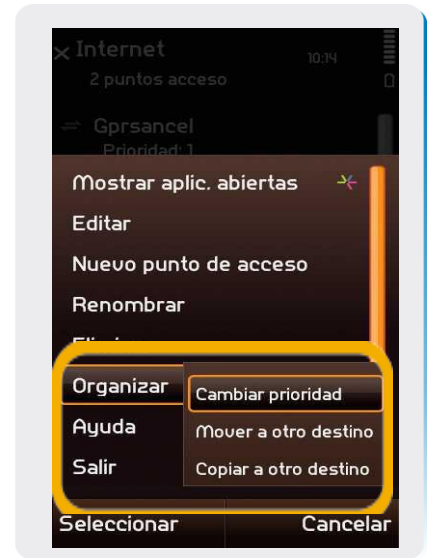 Internet
10:14
2 puntos acceso
Gprsancel
Prioridad: 1
Mostrar aplic. abiertas
Editar
Nuevo punto de acceso
Renombrar
Organizar
Cambiar prioridad
Ayuda
Mover a otro destino
Salir
Copiar a otro destino
Seleccionar
Cancelar